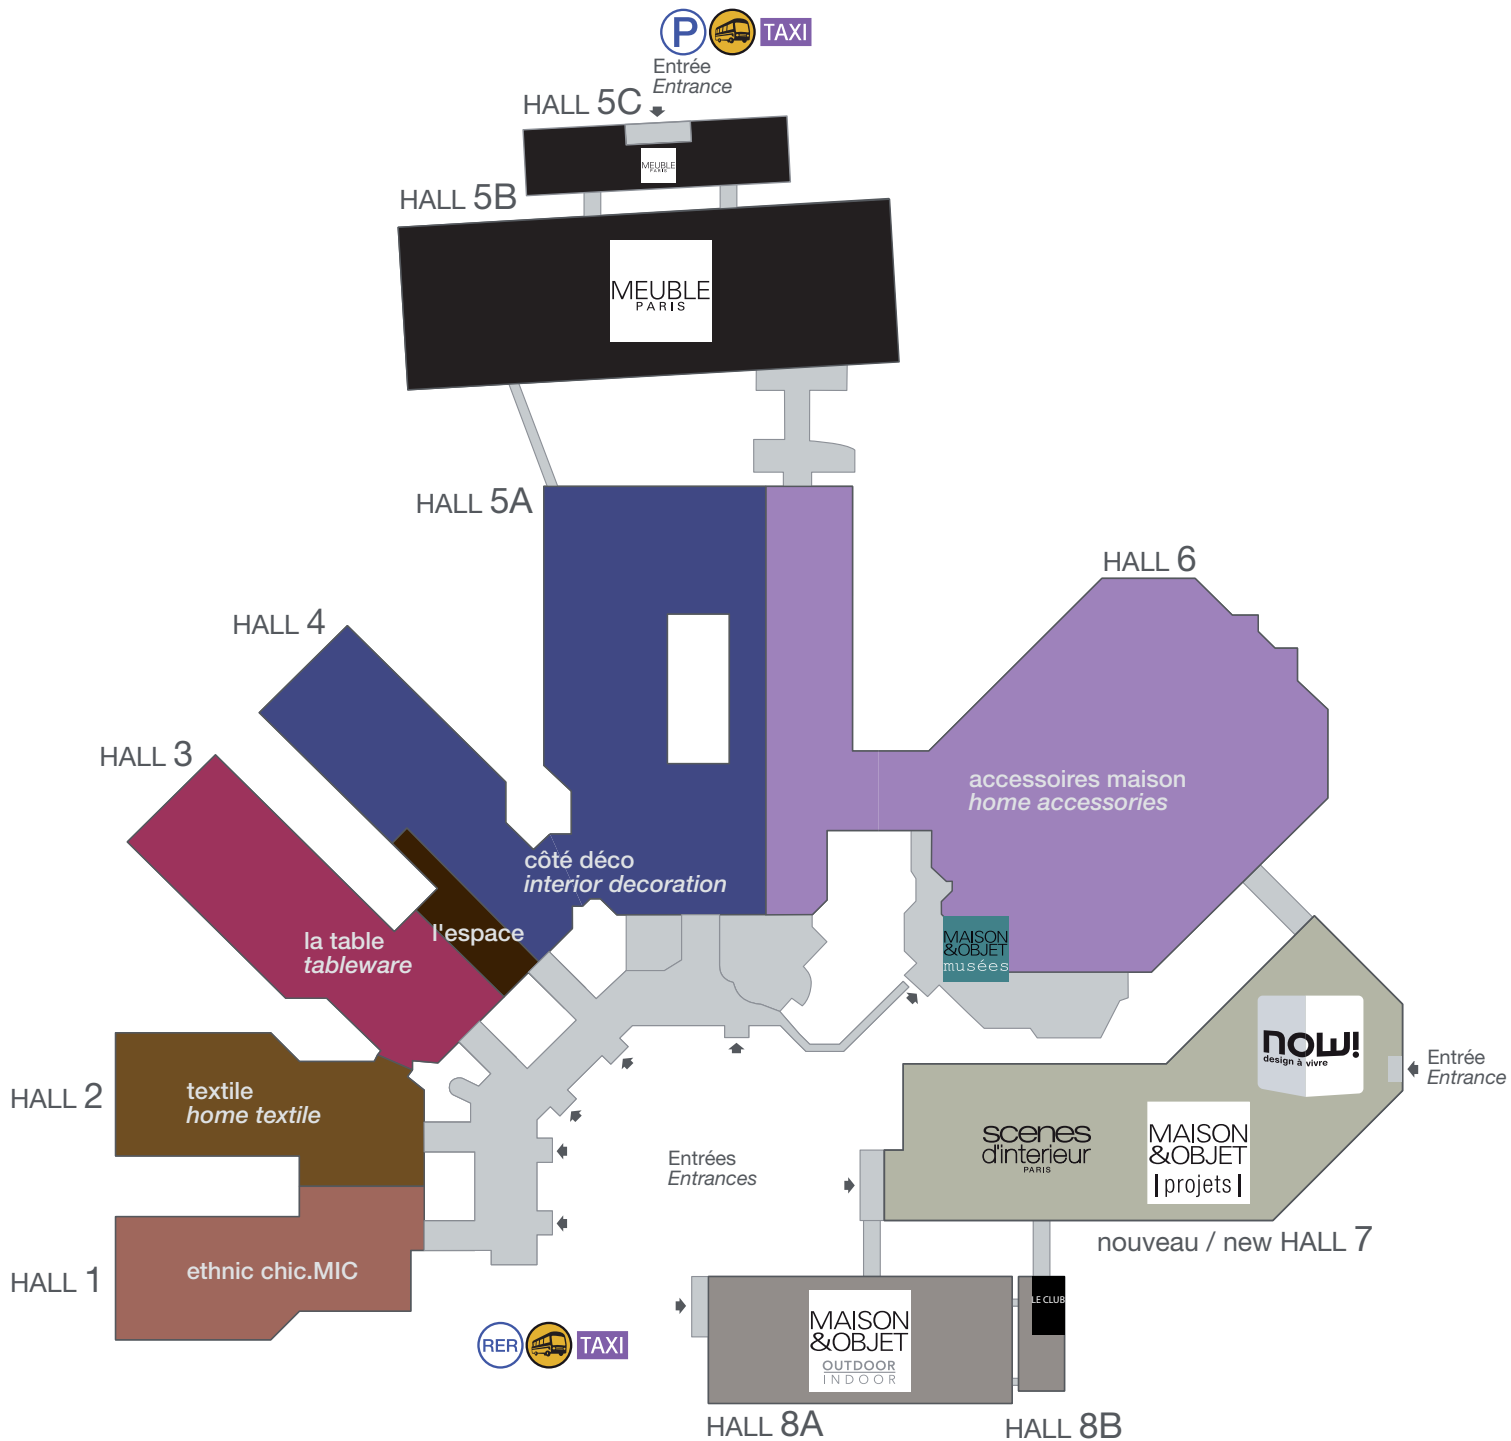 P
TAXI
Entrée
Entrance
HALL 5C
MEUBLE
PARIS
HALL 5B
MEUBLE
PARIS
HALL 5A
HALL 6
HALL 4
HALL 3
accessoires maison
home accessories
côté déco
interior decoration
l'espace
la table
tableware
MAISON
&OBJET
musées
now!
design à vivre
Entrée
Entrance
HALL 2
textile
home textile
scenes
d'interieur
PARIS
MAISON
&OBJET
|projets|
Entrées
Entrances
nouveau / new HALL 7
HALL 1
ethnic chic.MIC
LE CLUB
MAISON
&OBJET
OUTDOOR
INDOOR
RER
TAXI
HALL 8A
HALL 8B